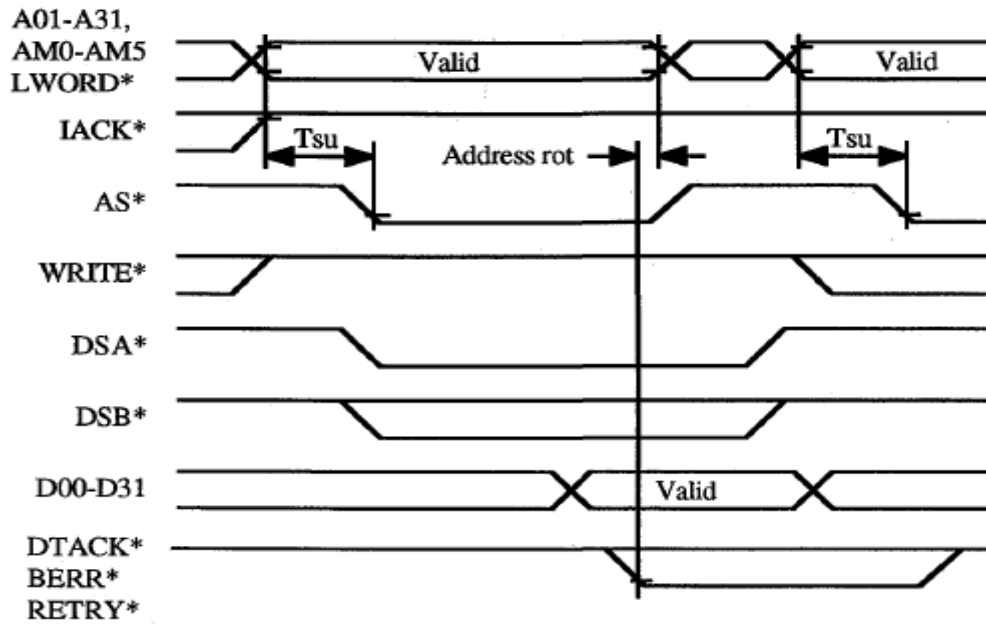 A01-A31,
AM0-AM5
LWORD*
Valid
Valid
IACK*
Tsu
Address rot
Tsu
AS*
WRITE*
DSA*
DSB*
D00-D31
Valid
DTACK*
BERR*
RETRY*